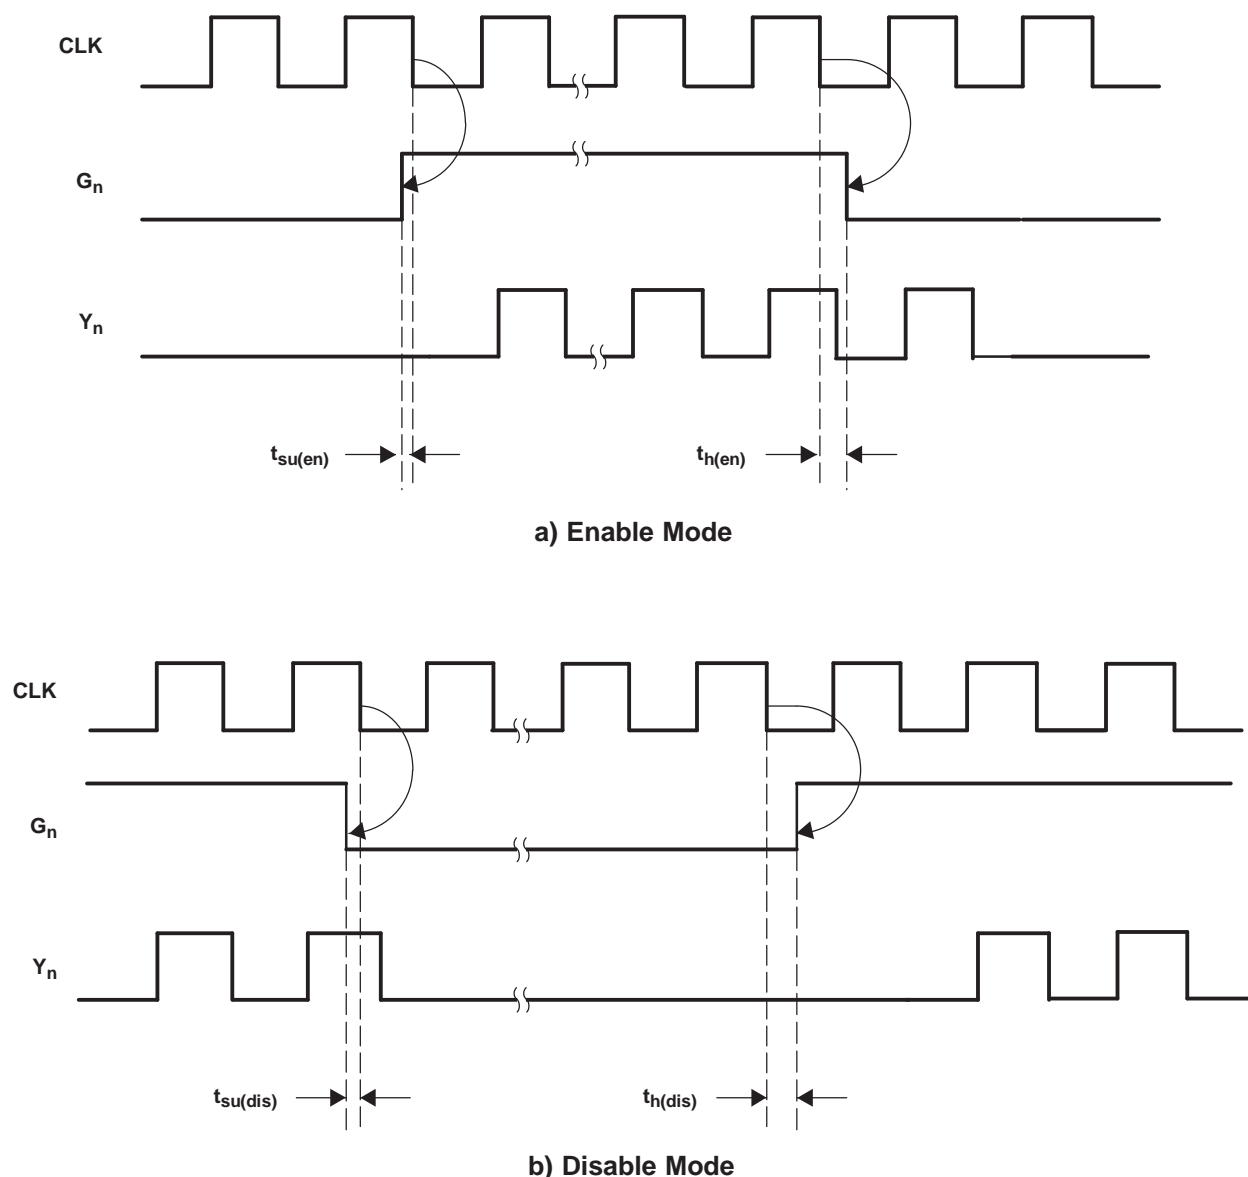 CLK
Gn
Yn
tsu(en)
th(en)
a) Enable Mode
CLK
Gn
Yn
tsu(dis)
th(dis)
b) Disable Mode